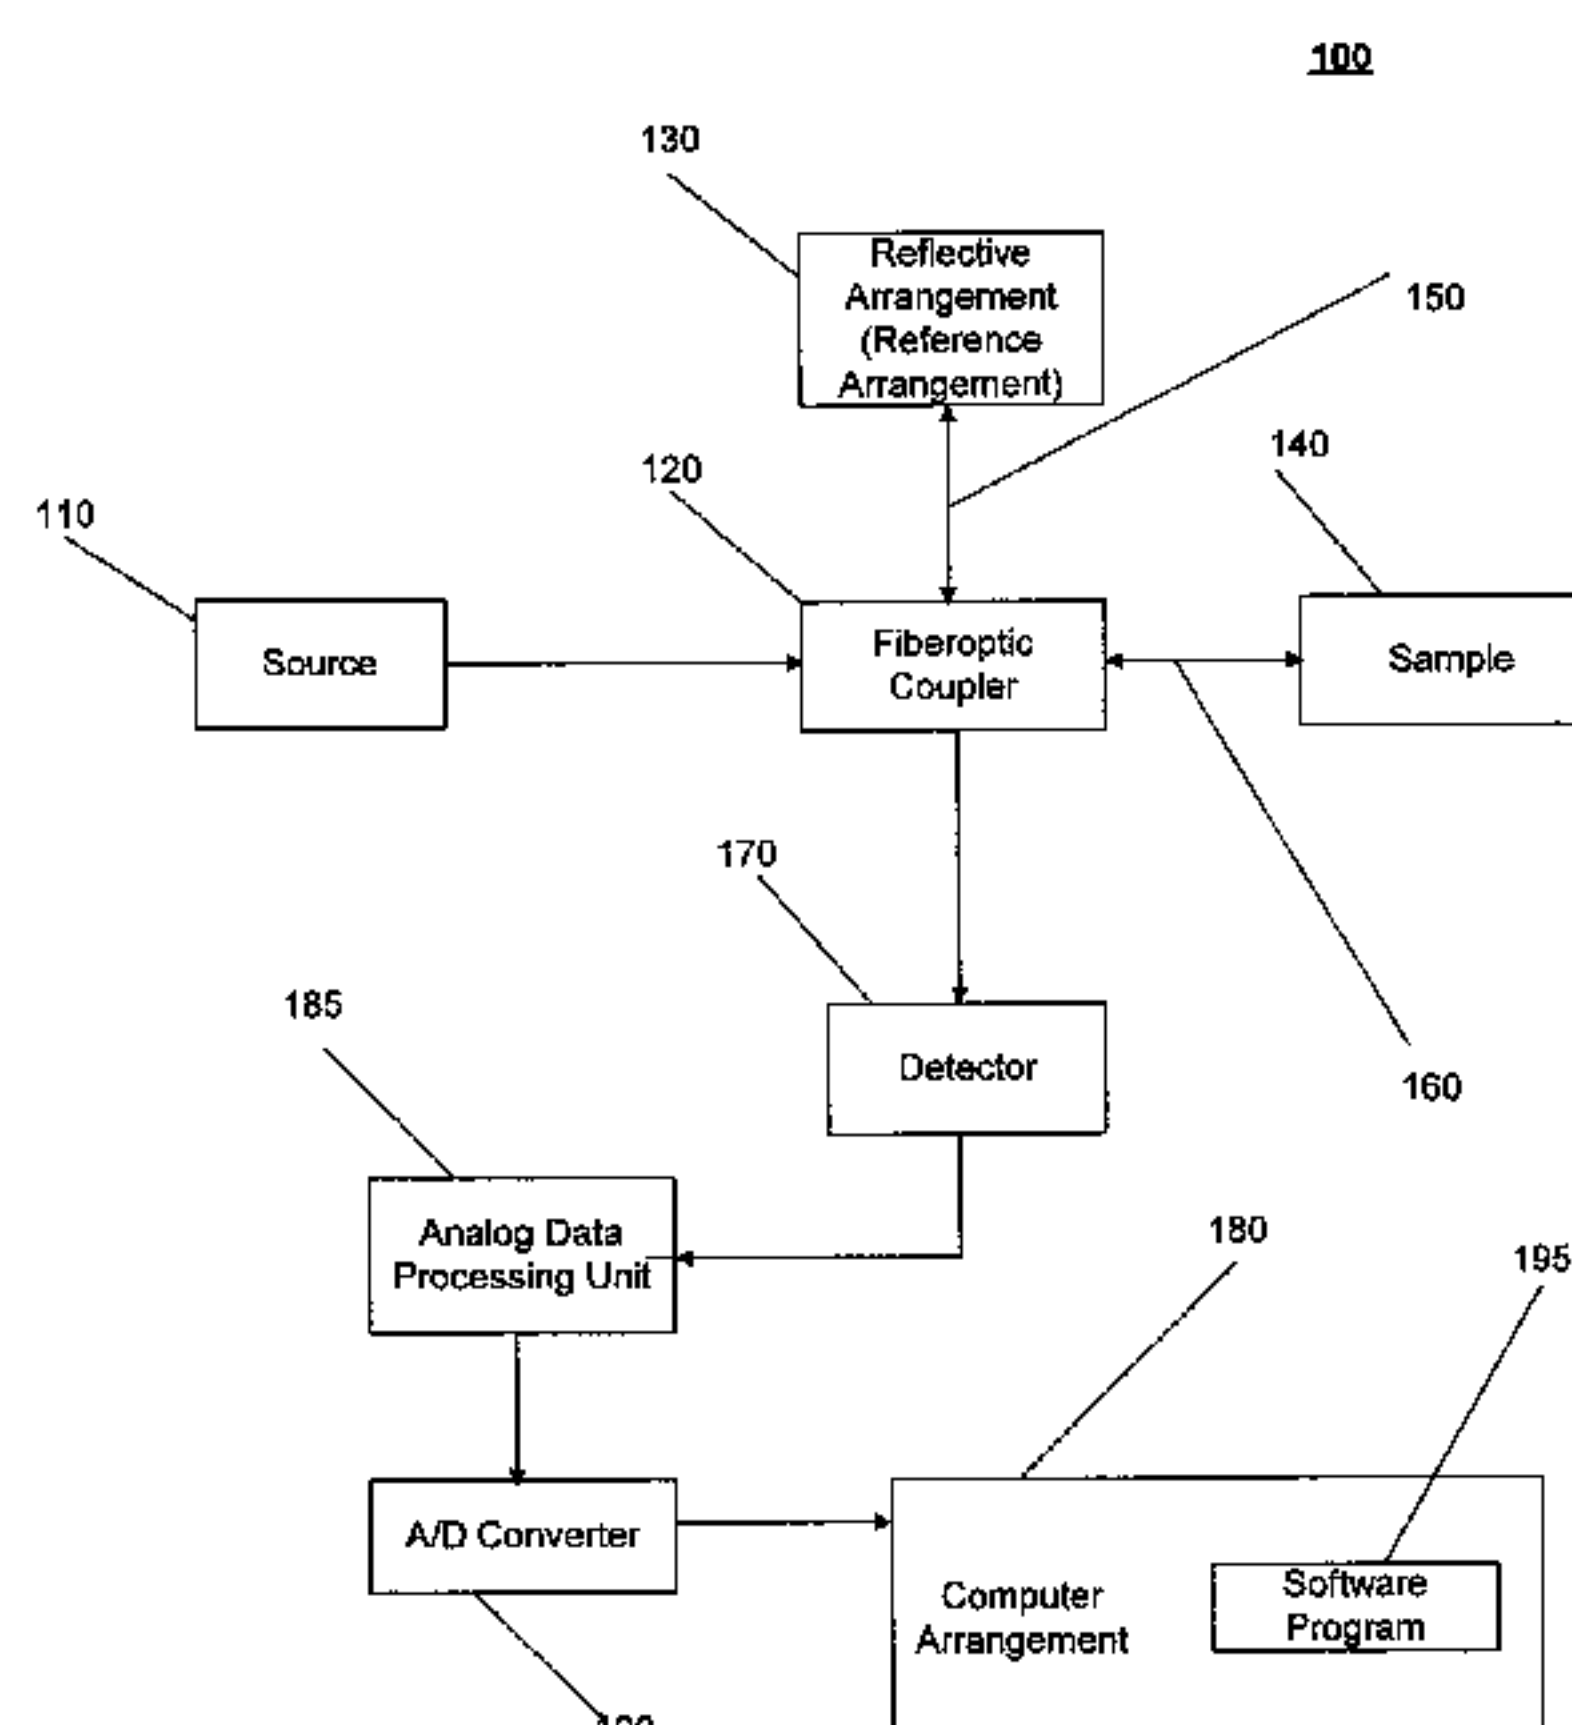 100
130
Reflective
Arrangement
(Reference
Arrangement)
150
120
140
110
Source
Fiberoptic
Coupler
Sample
170
185
Detector
160
Analog Data
Processing Unit
180
195
A/D Converter
Computer
Arrangement
Software
Program